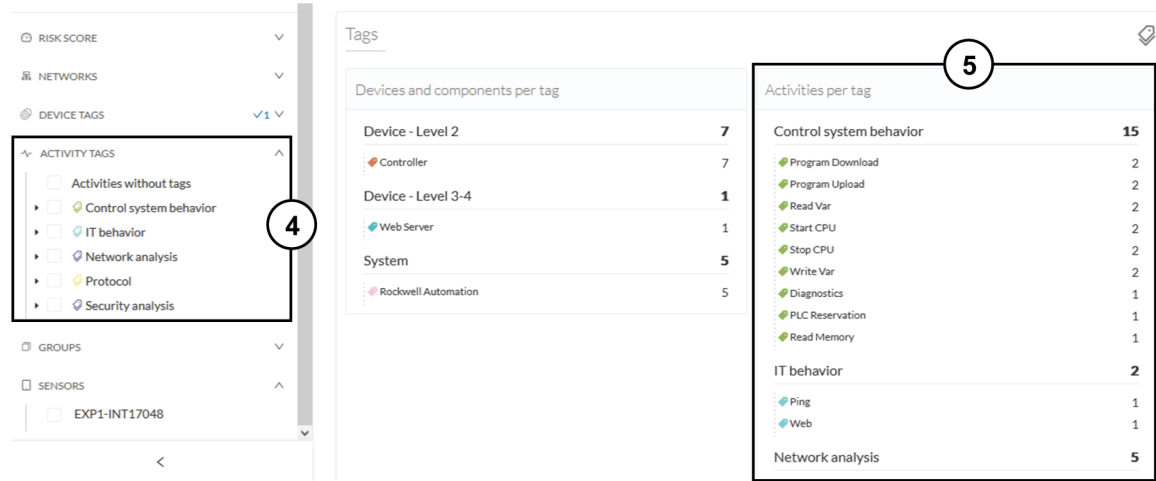 RISK SCORE
NETWORKS
DEVICE TAGS 1
ACTIVITY TAGS
Activities without tags
Control system behavior
IT behavior
Network analysis
Protocol
Security analysis
4
GROUPS
SENSORS
EXP1-INT17048
Tags
Devices and components per tag
Device - Level 2 7
Controller 7
Device - Level 3-4 1
Web Server 1
System 5
Rockwell Automation 5
5
Activities per tag
Control system behavior 15
Program Download 2
Program Upload 2
Read Var 2
Start CPU 2
Stop CPU 2
Write Var 2
Diagnostics 1
PLC Reservation 1
Read Memory 1
IT behavior 2
Ping 1
Web 1
Network analysis 5